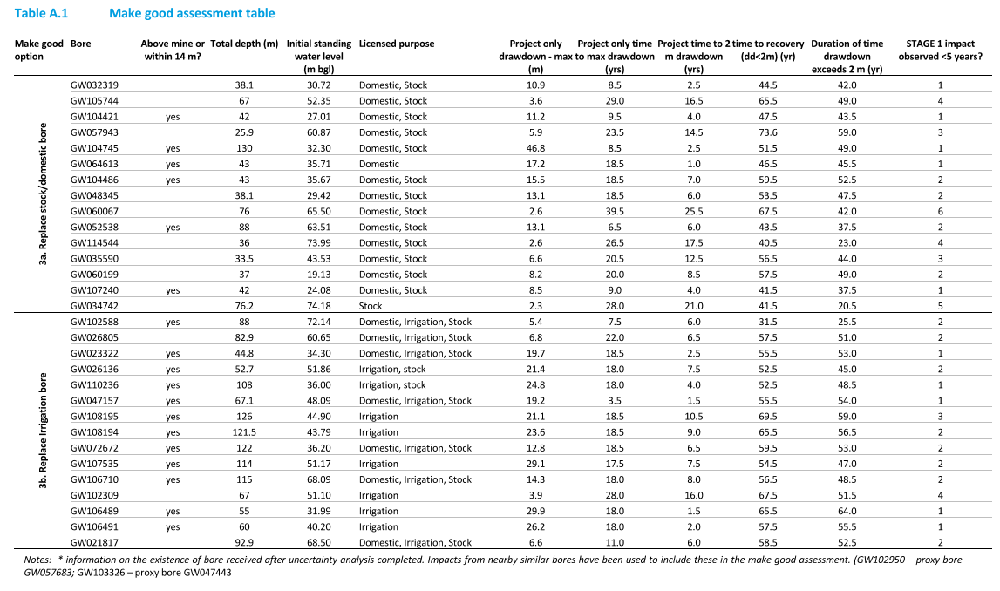 Table A.1 Make good assessment table
Make good Bore Above mine or Total depth (m) Initial standing Licensed purpose Project only Project only time Project time to 2 time to recovery Duration of time STAGE 1 impact
option within 14 m? water level drawdown - max to max drawdown m drawdown (dd<2m) (yr) drawdown observed <5 years?
(m bgl) (m) (yrs) (yrs) exceeds 2 m (yr)
3a. Replace stock/domestic bore
GW032319 38.1 30.72 Domestic, Stock 10.9 8.5 2.5 44.5 42.0 1
GW105744 67 52.35 Domestic, Stock 3.6 29.0 16.5 65.5 49.0 4
GW104421 yes 42 27.01 Domestic, Stock 11.2 9.5 4.0 47.5 43.5 1
GW057943 25.9 60.87 Domestic, Stock 5.9 23.5 14.5 73.6 59.0 3
GW104745 yes 130 32.30 Domestic, Stock 46.8 8.5 2.5 51.5 49.0 1
GW064613 yes 43 35.71 Domestic 17.2 18.5 1.0 46.5 45.5 1
GW104486 yes 43 35.67 Domestic, Stock 15.5 18.5 7.0 59.5 52.5 2
GW048345 38.1 29.42 Domestic, Stock 13.1 18.5 6.0 53.5 47.5 2
GW060067 76 65.50 Domestic, Stock 2.6 39.5 25.5 67.5 42.0 6
GW052538 yes 88 63.51 Domestic, Stock 13.1 6.5 6.0 43.5 37.5 2
GW114544 36 73.99 Domestic, Stock 2.6 26.5 17.5 40.5 23.0 4
GW035590 33.5 43.53 Domestic, Stock 6.6 20.5 12.5 56.5 44.0 3
GW060199 37 19.13 Domestic, Stock 8.2 20.0 8.5 57.5 49.0 2
GW107240 yes 42 24.08 Domestic, Stock 8.5 9.0 4.0 41.5 37.5 1
GW034742 76.2 74.18 Stock 2.3 28.0 21.0 41.5 20.5 5
3b. Replace Irrigation bore
GW102588 yes 88 72.14 Domestic, Irrigation, Stock 5.4 7.5 6.0 31.5 25.5 2
GW026805 82.9 60.65 Domestic, Irrigation, Stock 6.8 22.0 6.5 57.5 51.0 2
GW023322 yes 44.8 34.30 Domestic, Irrigation, Stock 19.7 18.5 2.5 55.5 53.0 1
GW026136 yes 52.7 51.86 Irrigation, stock 21.4 18.0 7.5 52.5 45.0 2
GW110236 yes 108 36.00 Irrigation, stock 24.8 18.0 4.0 52.5 48.5 1
GW047157 yes 67.1 48.09 Domestic, Irrigation, Stock 19.2 3.5 1.5 55.5 54.0 1
GW108195 yes 126 44.90 Irrigation 21.1 18.5 10.5 69.5 59.0 3
GW108194 yes 121.5 43.79 Irrigation 23.6 18.5 9.0 65.5 56.5 2
GW072672 yes 122 36.20 Domestic, Irrigation, Stock 12.8 18.5 6.5 59.5 53.0 2
GW107535 yes 114 51.17 Irrigation 29.1 17.5 7.5 54.5 47.0 2
GW106710 yes 115 68.09 Domestic, Irrigation, Stock 14.3 18.0 8.0 56.5 48.5 2
GW102309 67 51.10 Irrigation 3.9 28.0 16.0 67.5 51.5 4
GW106489 yes 55 31.99 Irrigation 29.9 18.0 1.5 65.5 64.0 1
GW106491 yes 60 40.20 Irrigation 26.2 18.0 2.0 57.5 55.5 1
GW021817 92.9 68.50 Domestic, Irrigation, Stock 6.6 11.0 6.0 58.5 52.5 2
Notes: * information on the existence of bore received after uncertainty analysis completed. Impacts from nearby similar bores have been used to include these in the make good assessment. (GW102950 – proxy bore
GW057683; GW103326 – proxy bore GW047443